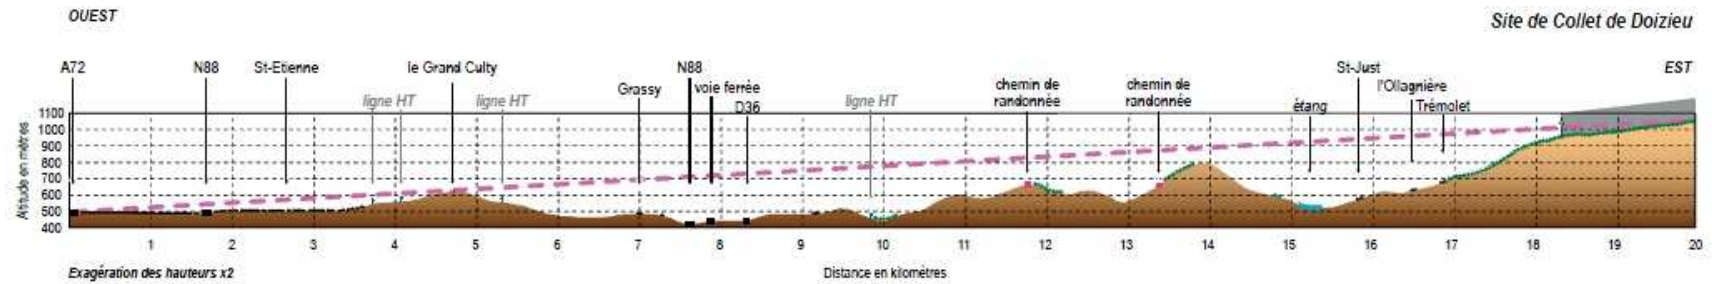 OUEST
Site de Collet de Doizieu
A72
N88
St-Etienne
le Grand Culty
N88
St-Just
EST
ligne HT
ligne HT
Grassy
voie ferrée
D36
ligne HT
chemin de
randonnée
chemin de
randonnée
étang
l'Ollagnière
Trémolet
Altitude en mètres
1100
1000
900
800
700
600
500
400
1 2 3 4 5 6 7 8 9 10 11 12 13 14 15 16 17 18 19 20
Exagération des hauteurs x2
Distance en kilomètres